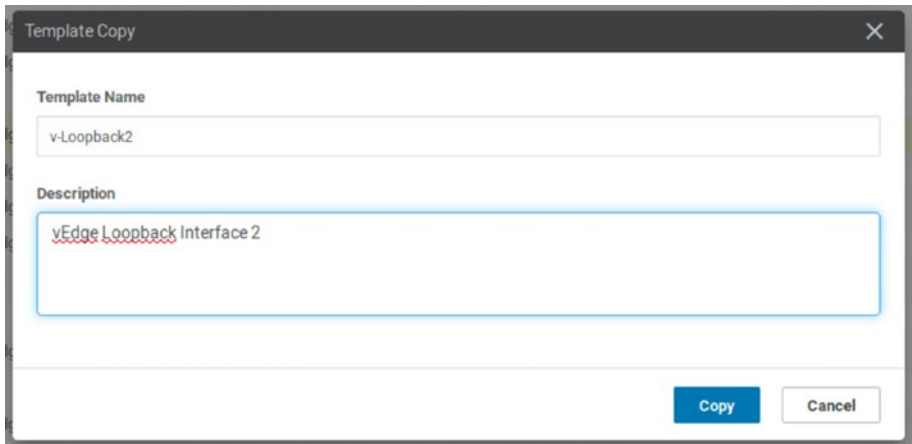 Template Copy
Template Name
v-Loopback2
Description
vEdge Loopback Interface 2
Copy
Cancel